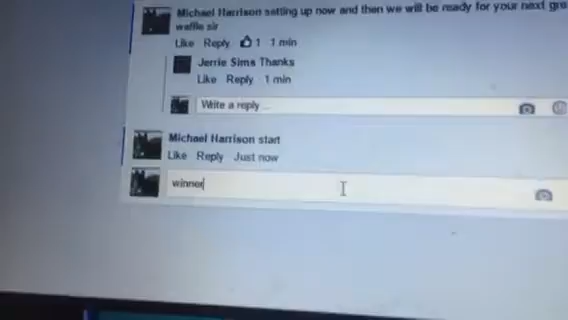 Michael Harrison setting up now and then we will be ready for your next
waffle sir
Like Reply 1 1 min
Jerrie Sims Thanks
Like Reply 1 min
Write a reply...
Michael Harrison start
Like Reply Just now
winner